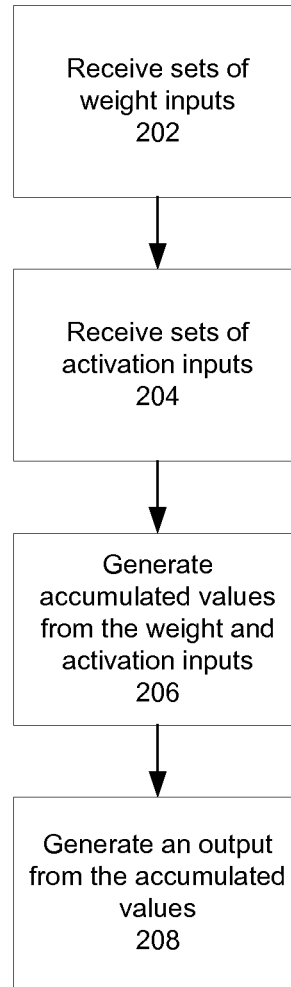 Receive sets of
weight inputs
202
Receive sets of
activation inputs
204
Generate
accumulated values
from the weight and
activation inputs
206
Generate an output
from the accumulated
values
208